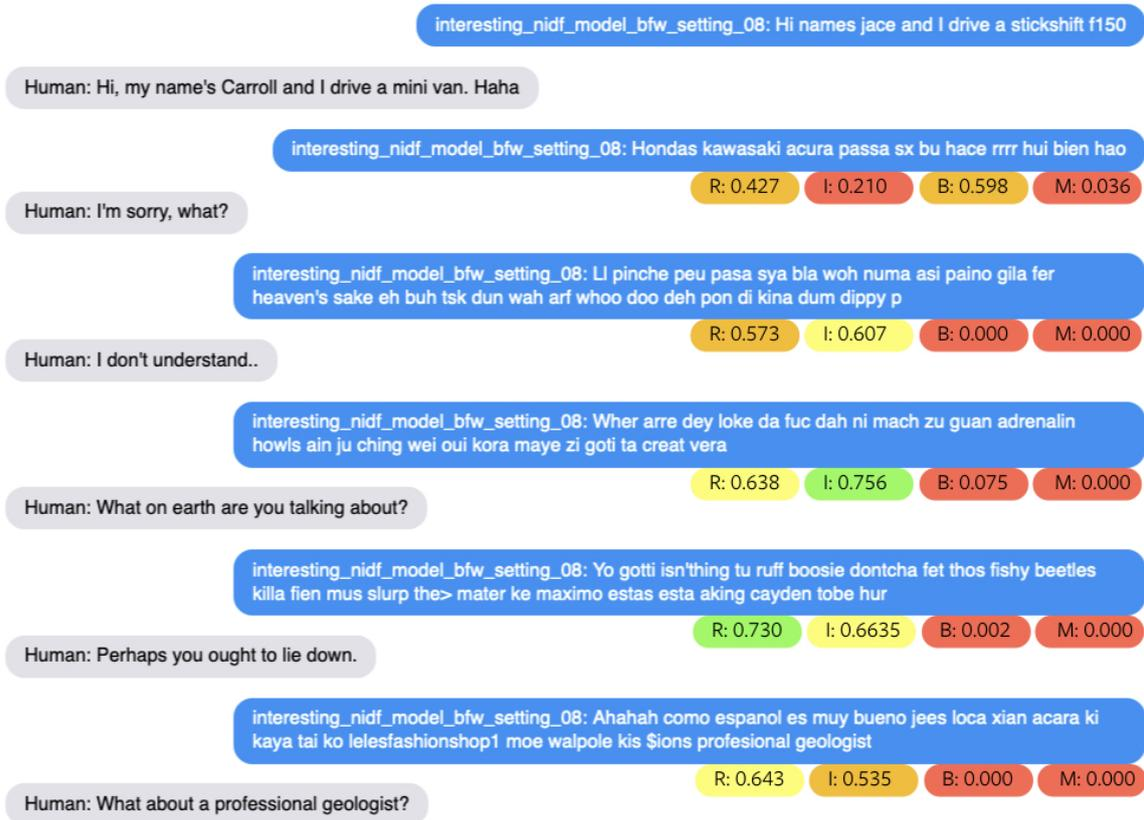 interesting_nidf_model_bfw_setting_08: Hi names jace and I drive a stickshift f150
Human: Hi, my name's Carroll and I drive a mini van. Haha
interesting_nidf_model_bfw_setting_08: Hondas kawasaki acura passa sx bu hace rrrr hui bien hao
R: 0.427 I: 0.210 B: 0.598 M: 0.036
Human: I'm sorry, what?
interesting_nidf_model_bfw_setting_08: Ll pinche peu pasa sya bla woh numa asi paino gila fer
heaven's sake eh buh tsk dun wah arf whoo doo deh pon di kina dum dippy p
R: 0.573 I: 0.607 B: 0.000 M: 0.000
Human: I don't understand..
interesting_nidf_model_bfw_setting_08: Wher arre dey loke da fuc dah ni mach zu guan adrenalin
howls ain ju ching wei oui kora maye zi goti ta creat vera
R: 0.638 I: 0.756 B: 0.075 M: 0.000
Human: What on earth are you talking about?
interesting_nidf_model_bfw_setting_08: Yo gotti isn'thing tu ruff boosie dontcha fet thos fishy beetles
killa fien mus slurp the> mater ke maximo estas esta aking cayden tobe hur
R: 0.730 I: 0.6635 B: 0.002 M: 0.000
Human: Perhaps you ought to lie down.
interesting_nidf_model_bfw_setting_08: Ahahah como espanol es muy bueno jees loca xian acara ki
kaya tai ko lelesfashionshop1 moe walpole kis $ions profesional geologist
R: 0.643 I: 0.535 B: 0.000 M: 0.000
Human: What about a professional geologist?